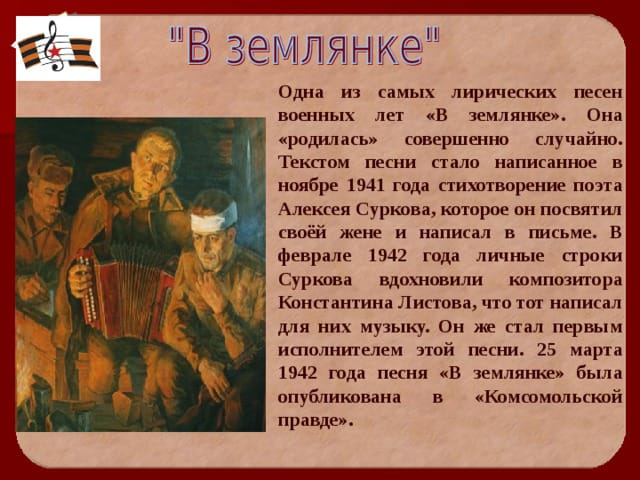 "В землянке"
Одна из самых лирических песен
военных лет «В землянке». Она
«родилась» совершенно случайно.
Текстом песни стало написанное в
ноябре 1941 года стихотворение поэта
Алексея Суркова, которое он посвятил
своёй жене и написал в письме. В
феврале 1942 года личные строки
Суркова вдохновили композитора
Константина Листова, что тот написал
для них музыку. Он же стал первым
исполнителем этой песни. 25 марта
1942 года песня «В землянке» была
опубликована в «Комсомольской
правде».